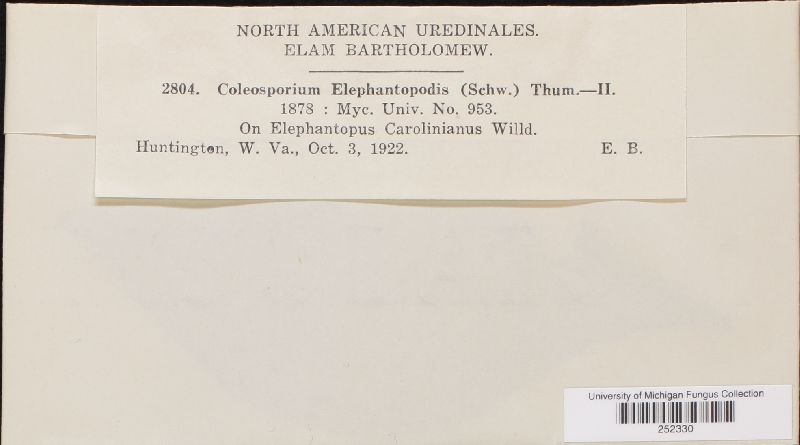 NORTH AMERICAN UREDINALES.
ELAM BARTHOLOMEW.
2804. Coleosporium Elephantopodis (Schw.) Thum.—II.
1878 : Myc. Univ. No. 953.
On Elephantopus Carolinianus Willd.
Huntington, W. Va., Oct. 3, 1922. E. B.
University of Michigan Fungus Collection
252330